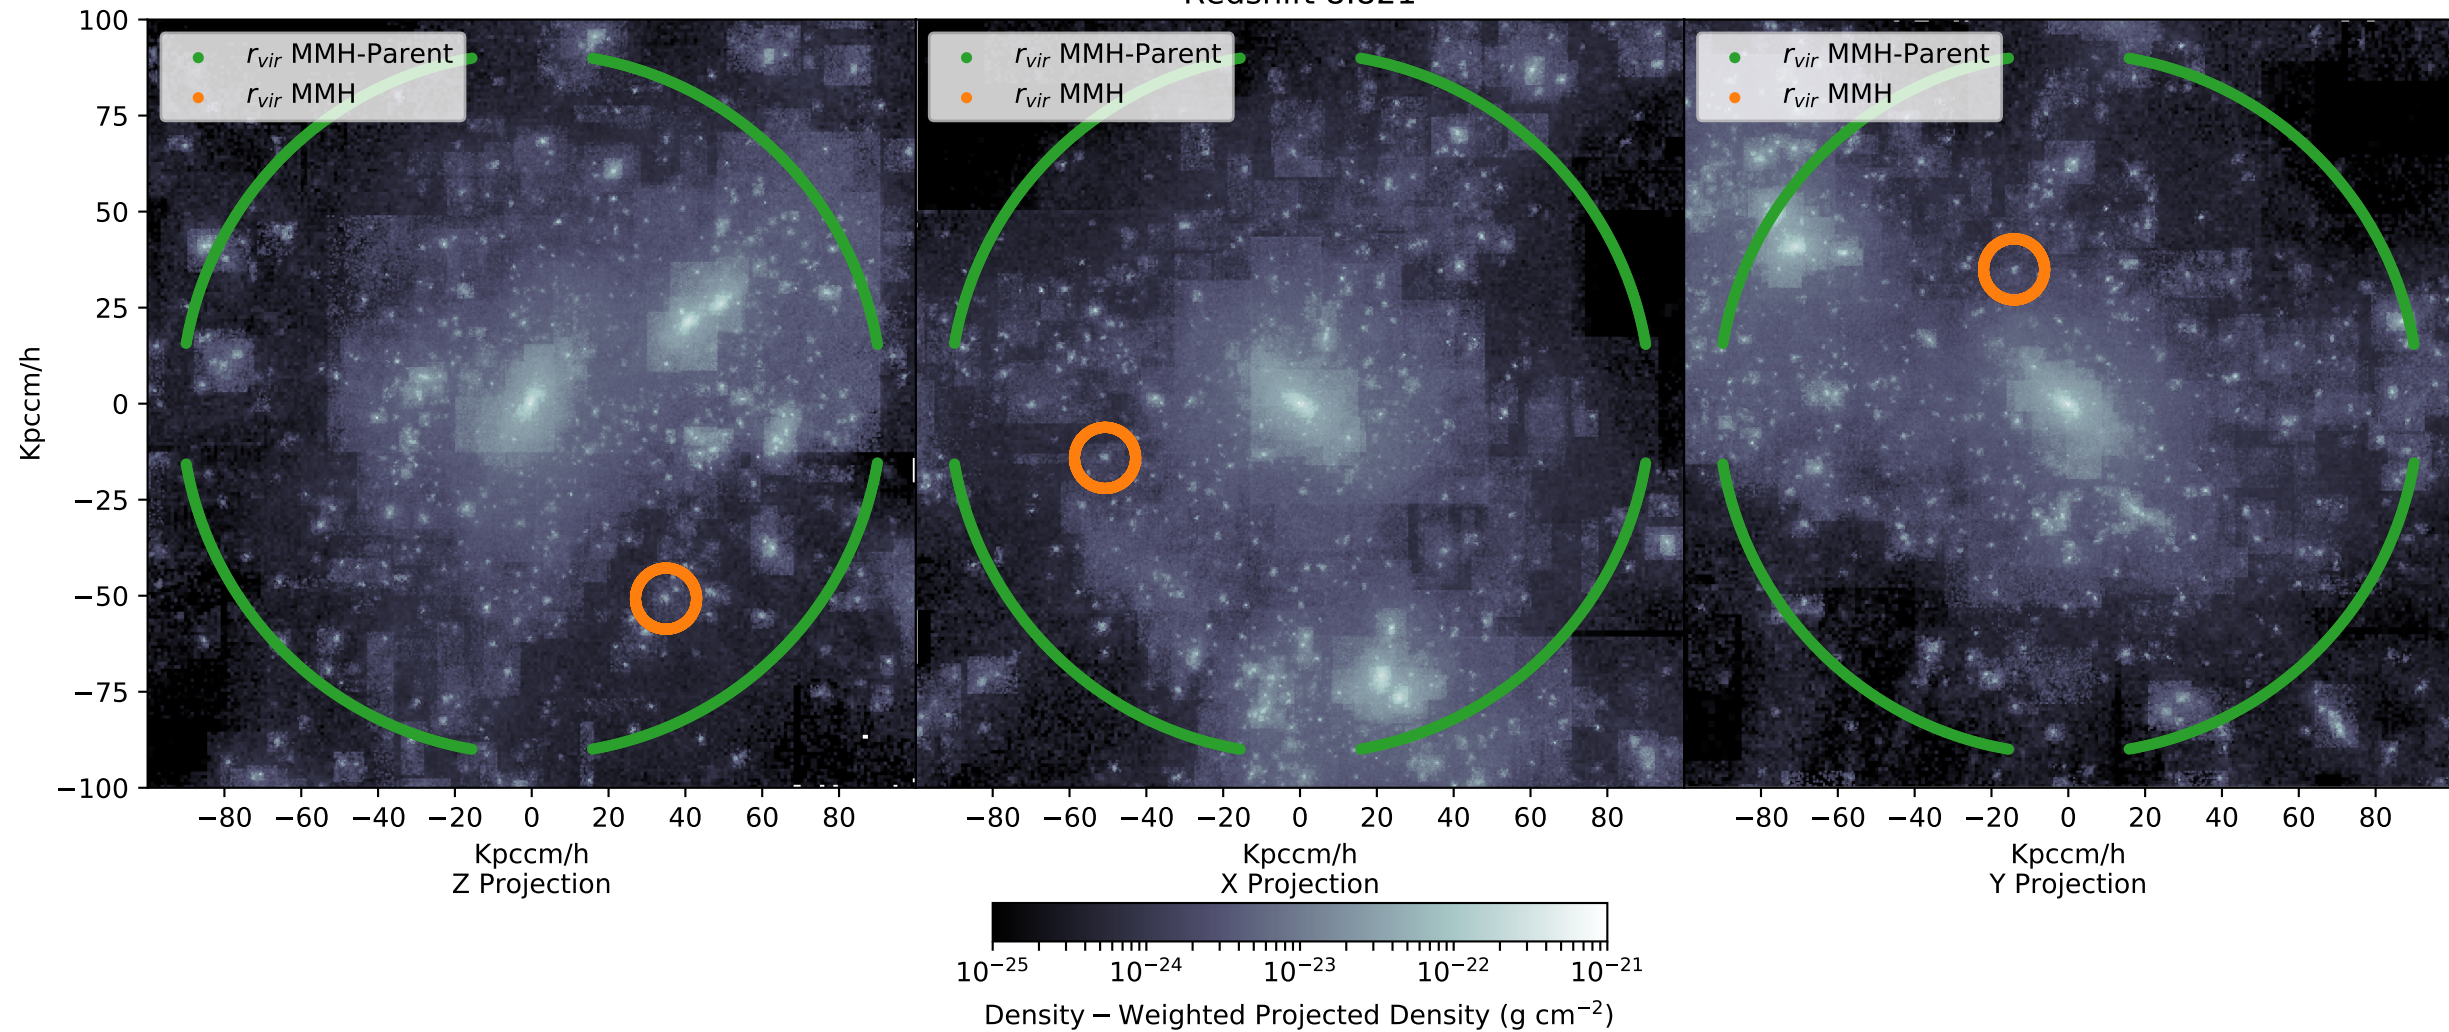 r_vir MMH-Parent
r_vir MMH
r_vir MMH-Parent
r_vir MMH
r_vir MMH-Parent
r_vir MMH
100
75
50
25
0
−25
−50
−75
−100
Kpccm/h
−80 −60 −40 −20 0 20 40 60 80
−80 −60 −40 −20 0 20 40 60 80
−80 −60 −40 −20 0 20 40 60 80
Kpccm/h
Z Projection
Kpccm/h
X Projection
Kpccm/h
Y Projection
10⁻²⁵ 10⁻²⁴ 10⁻²³ 10⁻²² 10⁻²¹
Density − Weighted Projected Density (g cm⁻²)